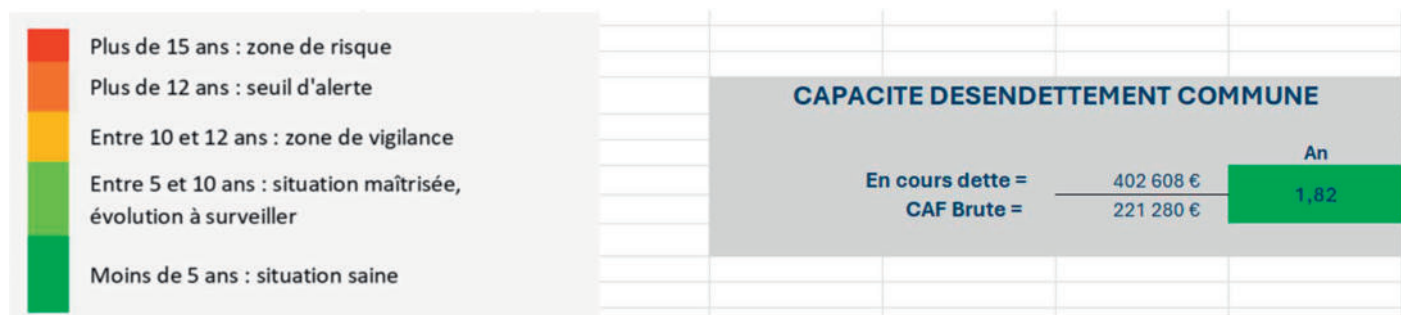 Plus de 15 ans : zone de risque
Plus de 12 ans : seuil d'alerte
Entre 10 et 12 ans : zone de vigilance
Entre 5 et 10 ans : situation maîtrisée,
évolution à surveiller
Moins de 5 ans : situation saine
CAPACITE DESENDETTEMENT COMMUNE
An
En cours dette = 402 608 €
1,82
CAF Brute = 221 280 €